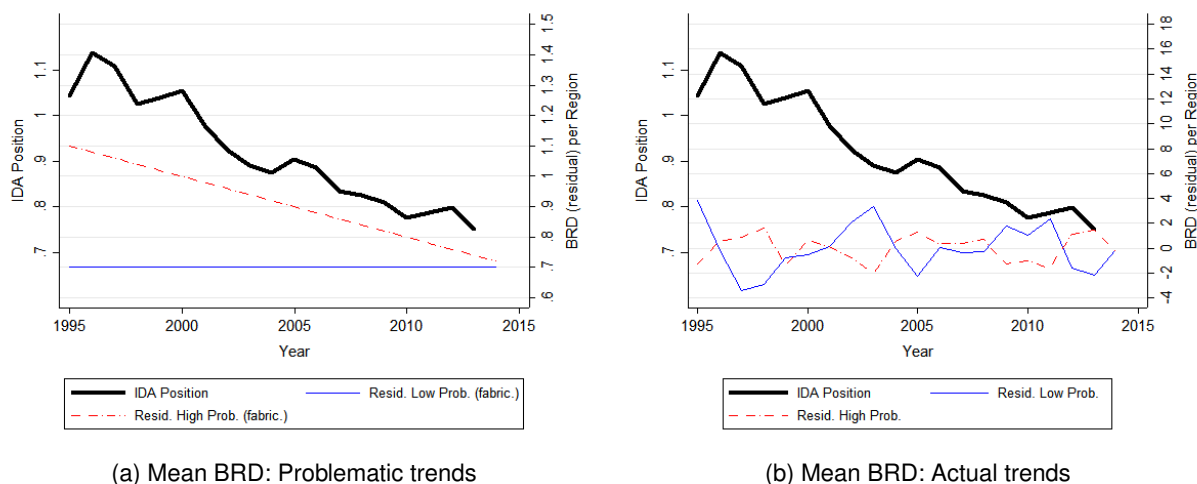 1.1
1
.9
.8
.7
IDA Position
1.5
1.4
1.3
1.2
1.1
1
.9
.8
.7
.6
BRD (residual) per Region
1995 2000 2005 2010 2015
Year
IDA Position Resid. Low Prob. (fabric.)
Resid. High Prob. (fabric.)
(a) Mean BRD: Problematic trends
1.1
1
.9
.8
.7
IDA Position
18
16
14
12
10
8
6
4
2
0
-2
-4
BRD (residual) per Region
1995 2000 2005 2010 2015
Year
IDA Position Resid. Low Prob.
Resid. High Prob.
(b) Mean BRD: Actual trends